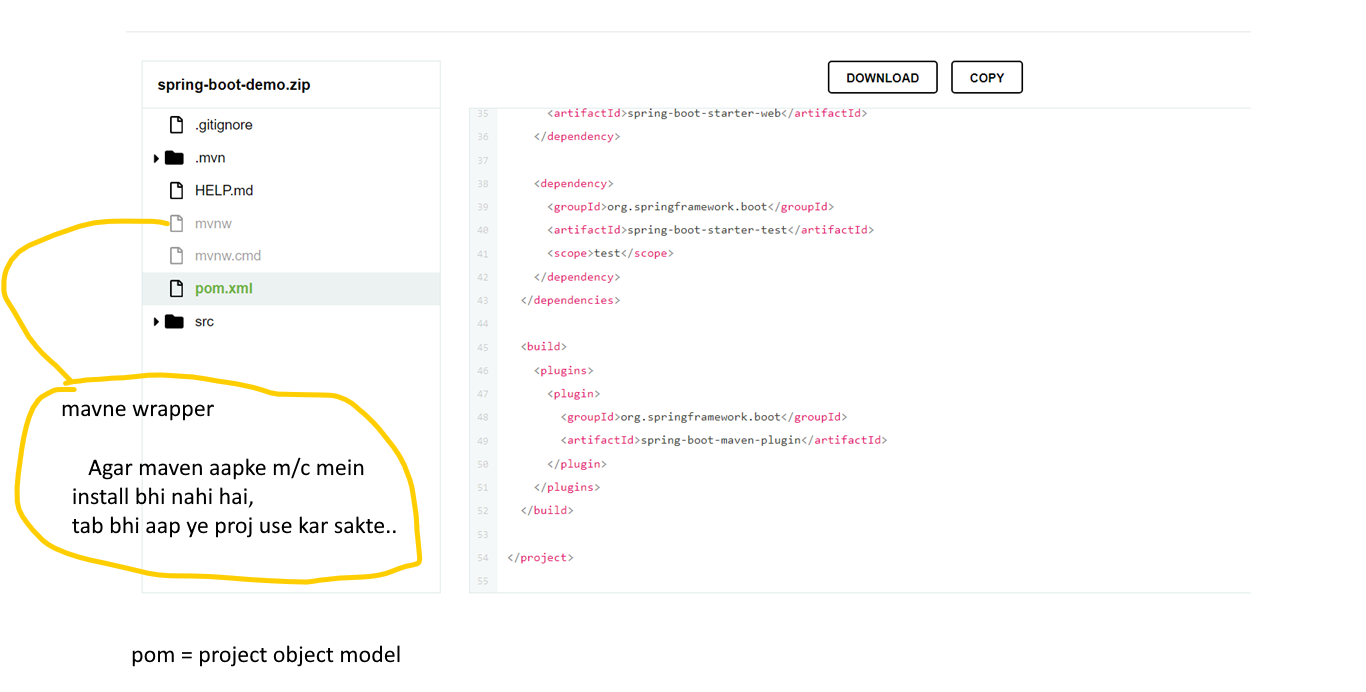 spring-boot-demo.zip
DOWNLOAD
COPY
.gitignore
.mvn
HELP.md
mvnw
mvnw.cmd
pom.xml
src
35 <artifactId>spring-boot-starter-web</artifactId>
36 </dependency>
37
38 <dependency>
39 <groupId>org.springframework.boot</groupId>
40 <artifactId>spring-boot-starter-test</artifactId>
41 <scope>test</scope>
42 </dependency>
43 </dependencies>
44
45 <build>
46 <plugins>
47 <plugin>
48 <groupId>org.springframework.boot</groupId>
49 <artifactId>spring-boot-maven-plugin</artifactId>
50 </plugin>
51 </plugins>
52 </build>
53
54 </project>
55
mavne wrapper
Agar maven aapke m/c mein
install bhi nahi hai,
tab bhi aap ye proj use kar sakte..
pom = project object model